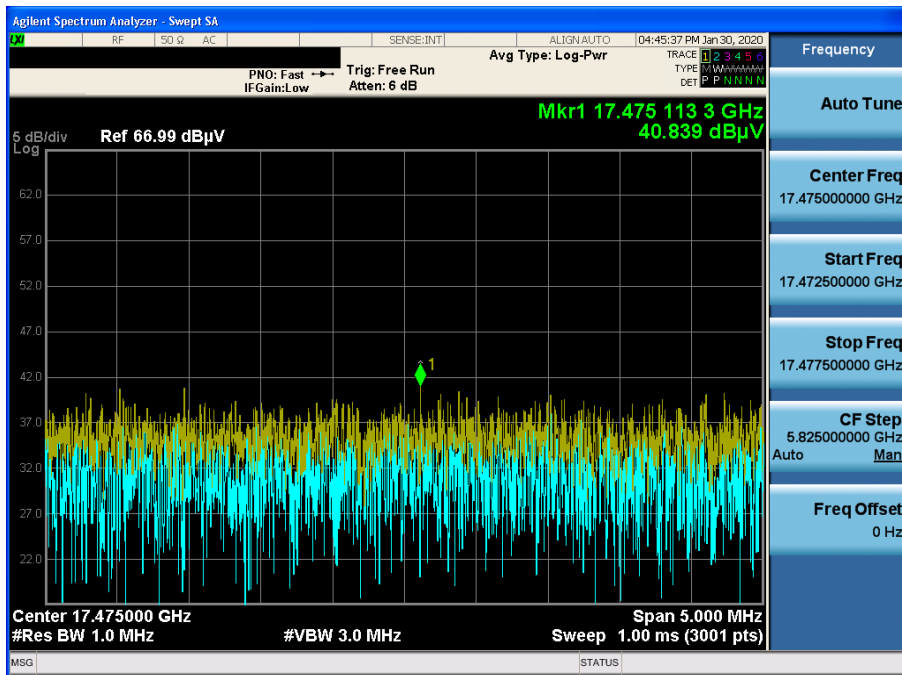 Agilent Spectrum Analyzer - Swept SA
LXI RF 50 Ω AC SENSE:INT ALIGN AUTO 04:45:37 PM Jan 30, 2020
Avg Type: Log-Pwr
TRACE 1 2 3 4 5 6
TYPE M W W W W W
DET P P N N N N
PNO: Fast
IFGain:Low
Trig: Free Run
Atten: 6 dB
Mkr1 17.475 113 3 GHz
40.839 dBµV
5 dB/div
Log
Ref 66.99 dBµV
62.0
57.0
52.0
47.0
42.0
37.0
32.0
27.0
22.0
1
Center 17.475000 GHz
Span 5.000 MHz
#Res BW 1.0 MHz
#VBW 3.0 MHz
Sweep 1.00 ms (3001 pts)
MSG
STATUS
Frequency
Auto Tune
Center Freq
17.475000000 GHz
Start Freq
17.472500000 GHz
Stop Freq
17.477500000 GHz
CF Step
5.825000000 GHz
Auto Man
Freq Offset
0 Hz